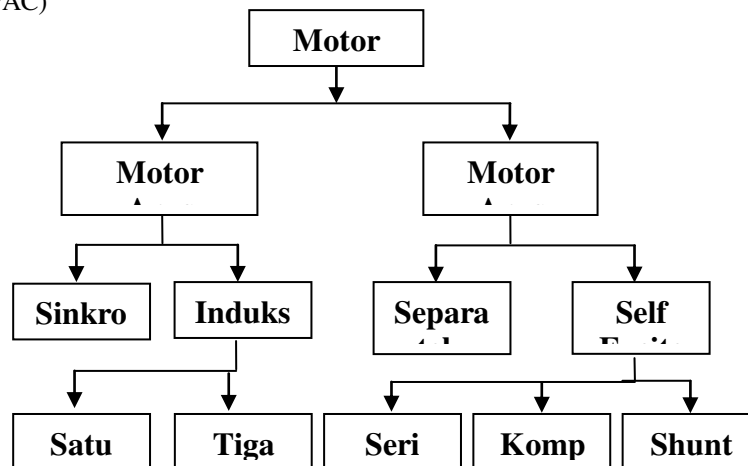 AC)
Motor
Motor
Motor
Sinkro
Induks
Separa
Self
Satu
Tiga
Seri
Komp
Shunt